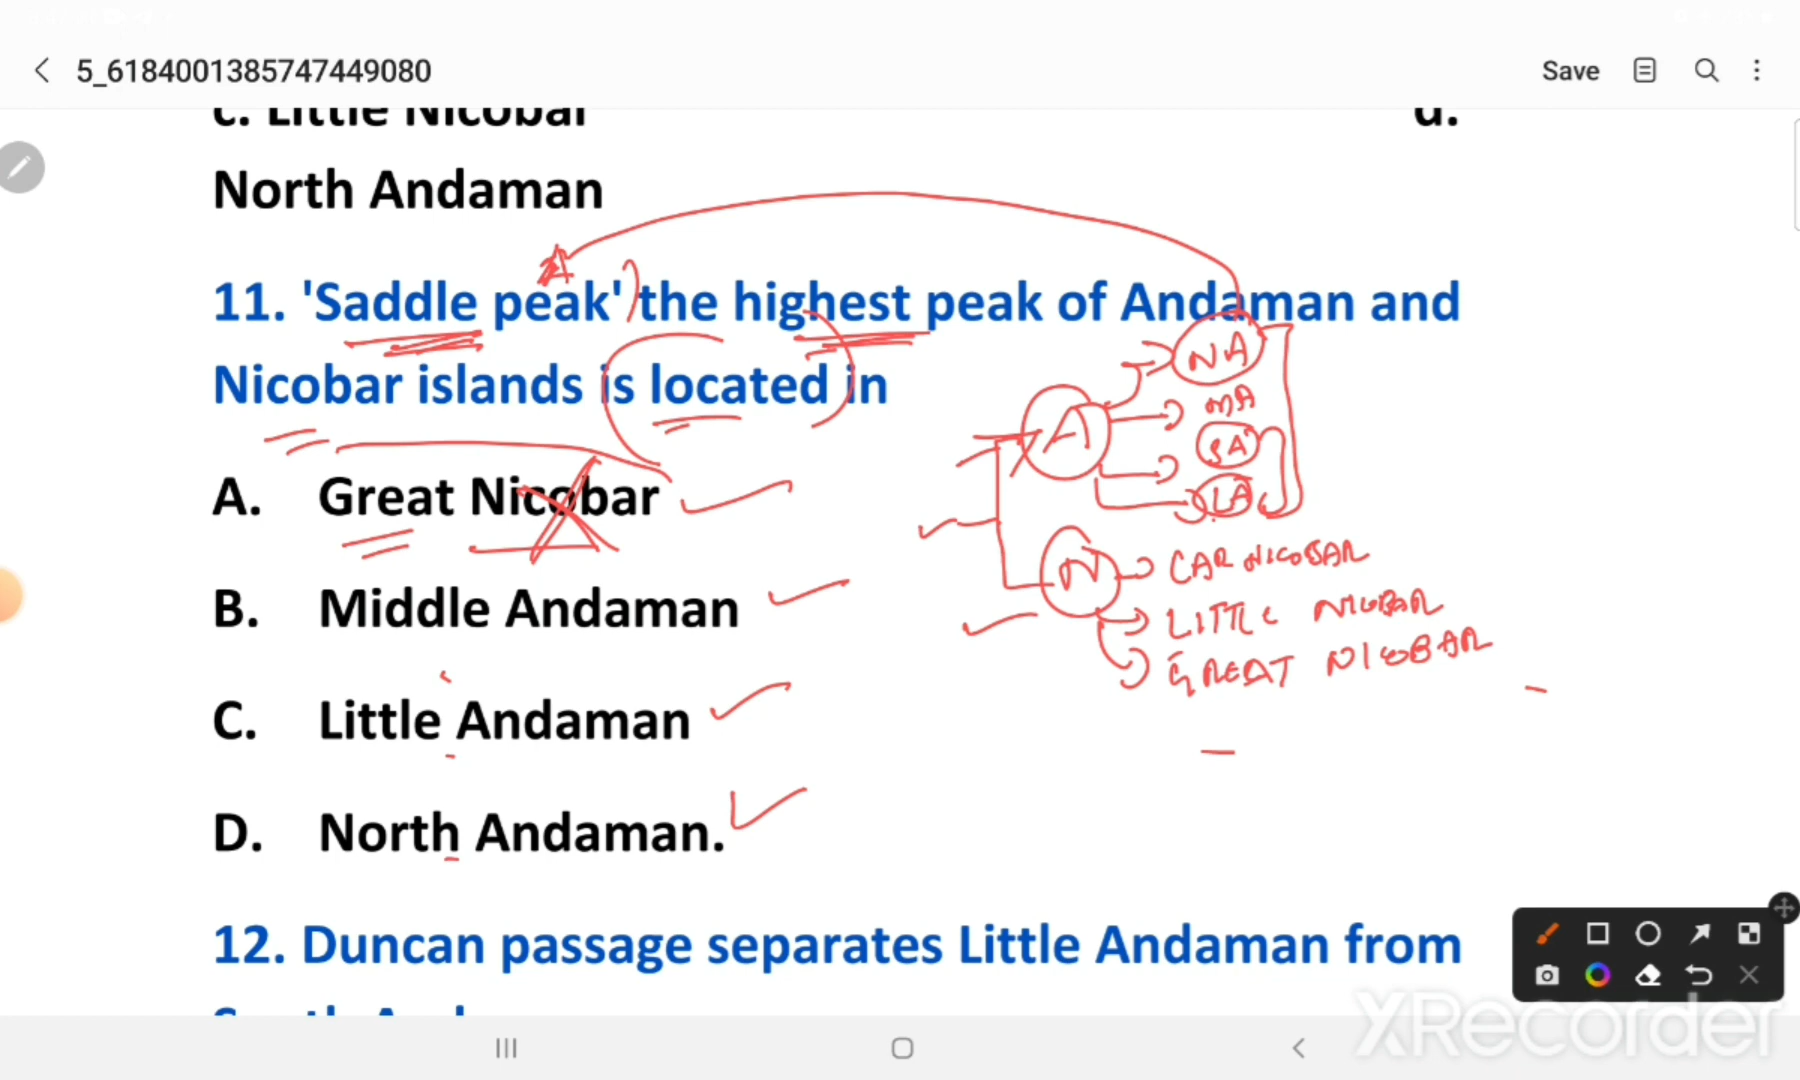 5_6184001385747449080
Save
c. Little Nicobar d.
North Andaman
11. 'Saddle peak' the highest peak of Andaman and
Nicobar islands is located in
A. Great Nicobar
B. Middle Andaman
C. Little Andaman
D. North Andaman.
A
NA
MA
SA
LA
N
CAR NICOBAR
LITTLE NICOBAR
GREAT NICOBAR
12. Duncan passage separates Little Andaman from
XRecorder